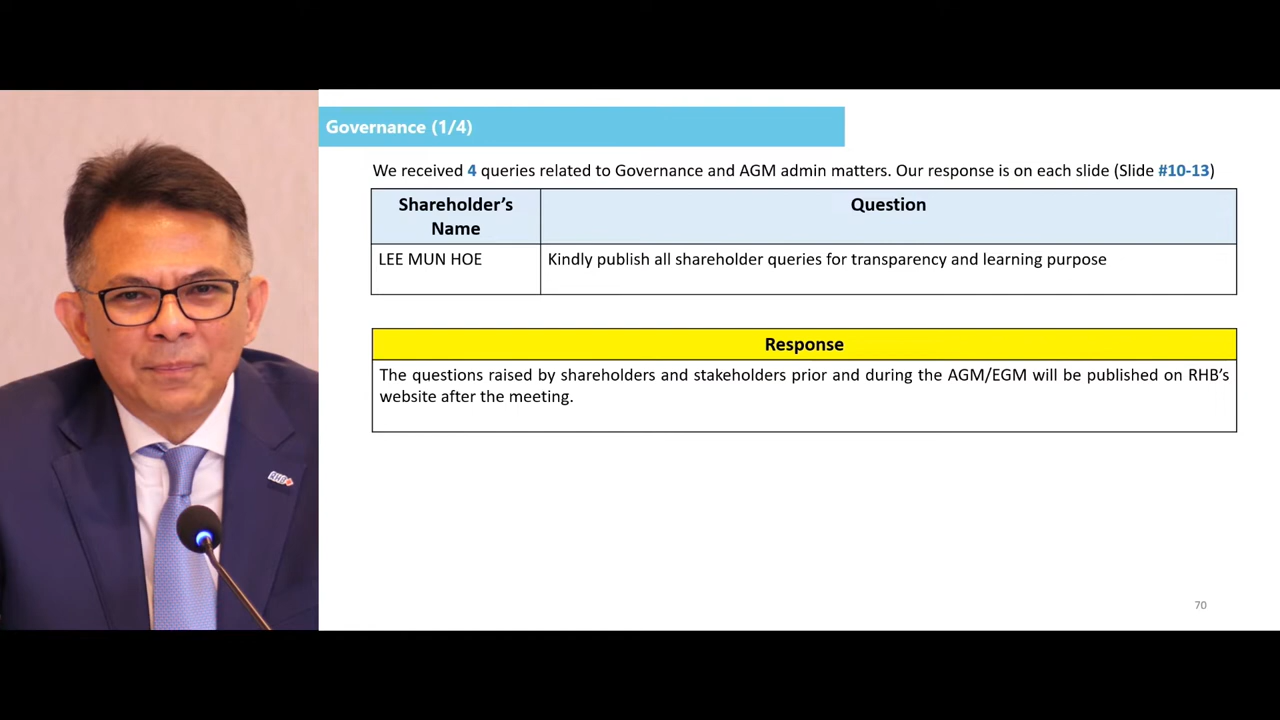 Governance (1/4)
We received 4 queries related to Governance and AGM admin matters. Our response is on each slide (Slide #10-13)
Shareholder’s
Name
Question
LEE MUN HOE
Kindly publish all shareholder queries for transparency and learning purpose
Response
The questions raised by shareholders and stakeholders prior and during the AGM/EGM will be published on RHB’s
website after the meeting.
70